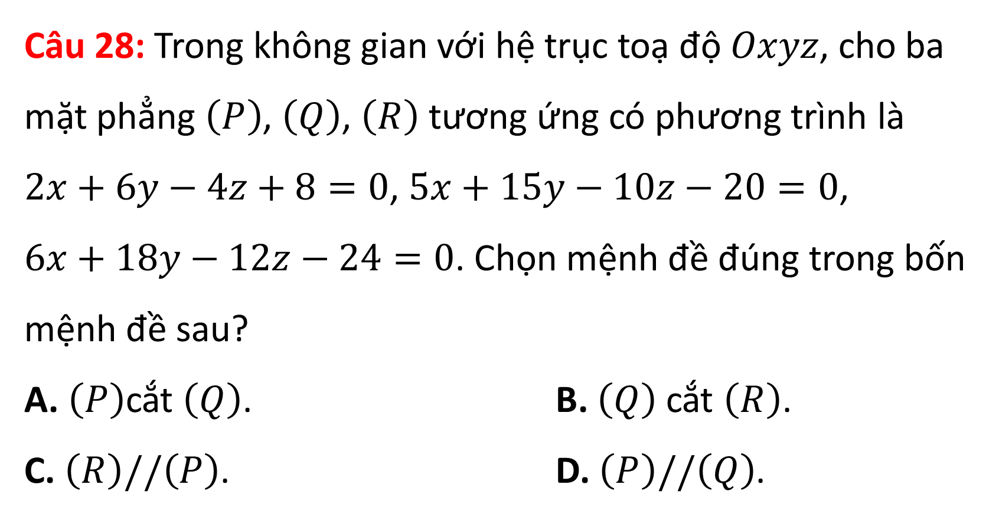 Câu 28: Trong không gian với hệ trục toạ độ Oxyz, cho ba
mặt phẳng (P), (Q), (R) tương ứng có phương trình là
2x + 6y − 4z + 8 = 0, 5x + 15y − 10z − 20 = 0,
6x + 18y − 12z − 24 = 0. Chọn mệnh đề đúng trong bốn
mệnh đề sau?
A. (P)cắt (Q). B. (Q) cắt (R).
C. (R)//(P). D. (P)//(Q).